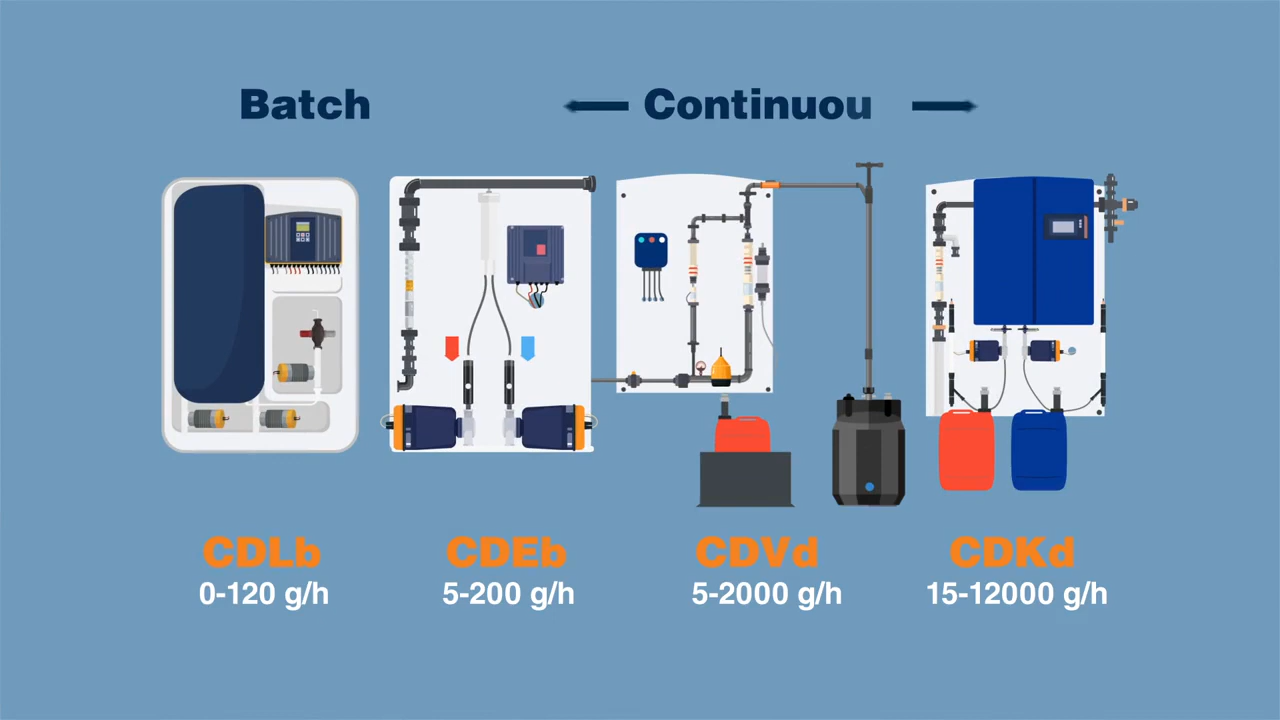 Batch
Continuou
CDLb
CDEb
CDVd
CDKd
0-120 g/h
5-200 g/h
5-2000 g/h
15-12000 g/h